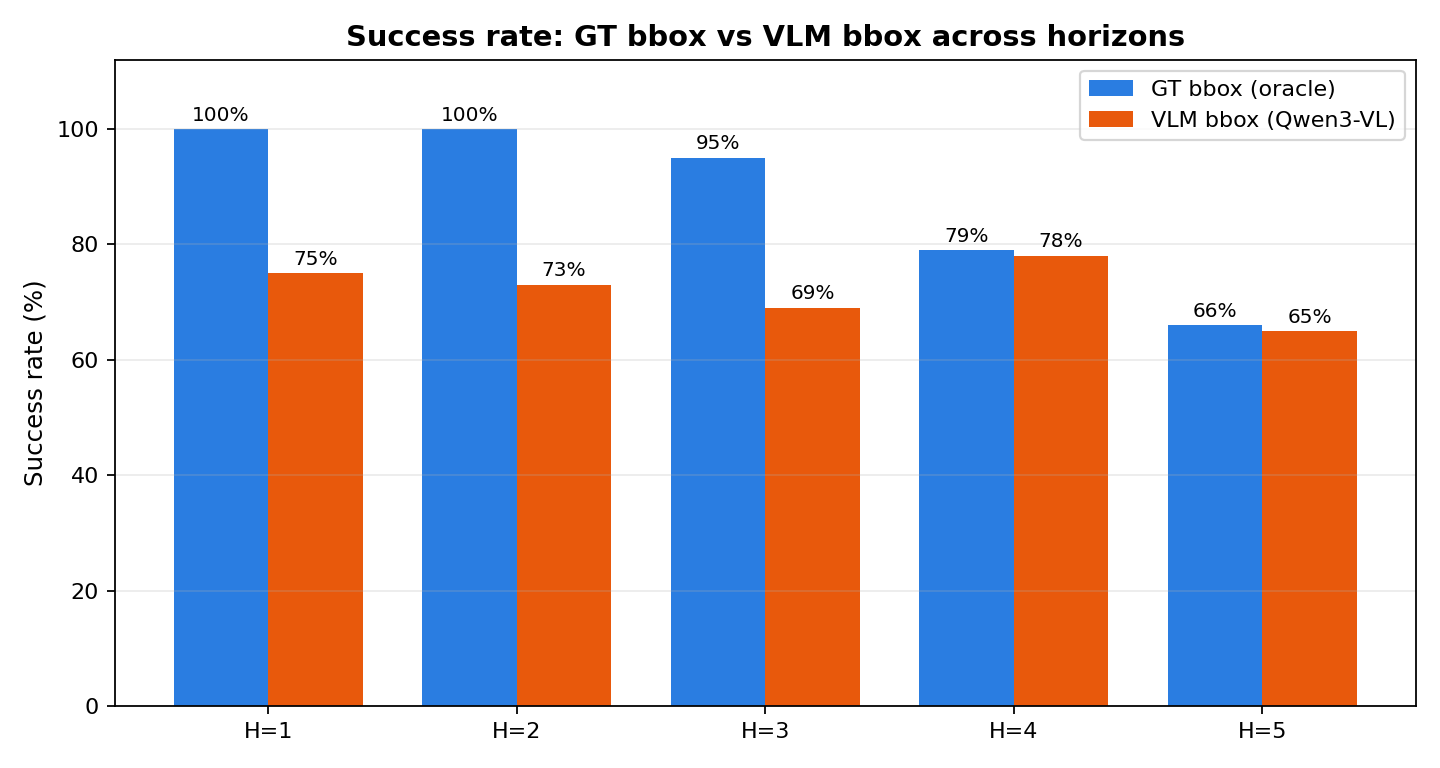 Success rate: GT bbox vs VLM bbox across horizons
GT bbox (oracle)
VLM bbox (Qwen3-VL)
Success rate (%)
100
80
60
40
20
0
100%
75%
100%
73%
95%
69%
79%
78%
66%
65%
H=1
H=2
H=3
H=4
H=5